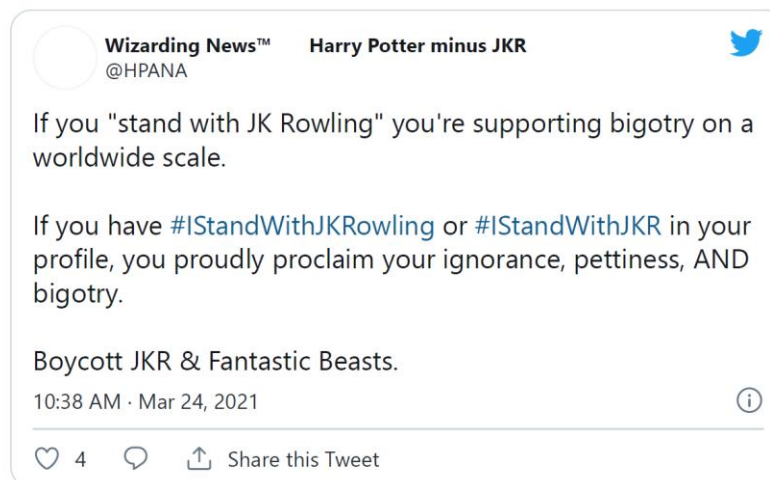 Wizarding News™ Harry Potter minus JKR
@HPANA
If you "stand with JK Rowling" you're supporting bigotry on a
worldwide scale.
If you have #IStandWithJKRowling or #IStandWithJKR in your
profile, you proudly proclaim your ignorance, pettiness, AND
bigotry.
Boycott JKR & Fantastic Beasts.
10:38 AM · Mar 24, 2021
4 Share this Tweet